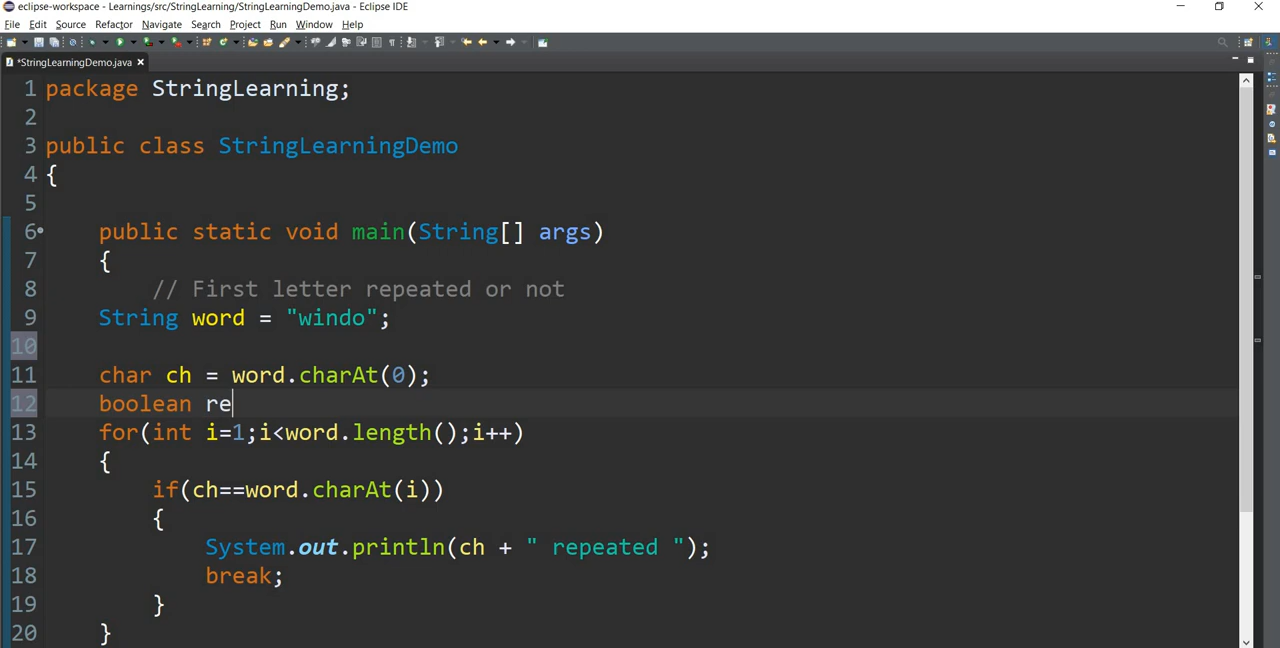 eclipse-workspace - Learnings/src/StringLearning/StringLearningDemo.java - Eclipse IDE
File Edit Source Refactor Navigate Search Project Run Window Help
*StringLearningDemo.java
1 package StringLearning;
2
3 public class StringLearningDemo
4 {
5
6 public static void main(String[] args)
7 {
8 // First letter repeated or not
9 String word = "windo";
10
11 char ch = word.charAt(0);
12 boolean re
13 for(int i=1;i<word.length();i++)
14 {
15 if(ch==word.charAt(i))
16 {
17 System.out.println(ch + " repeated ");
18 break;
19 }
20 }